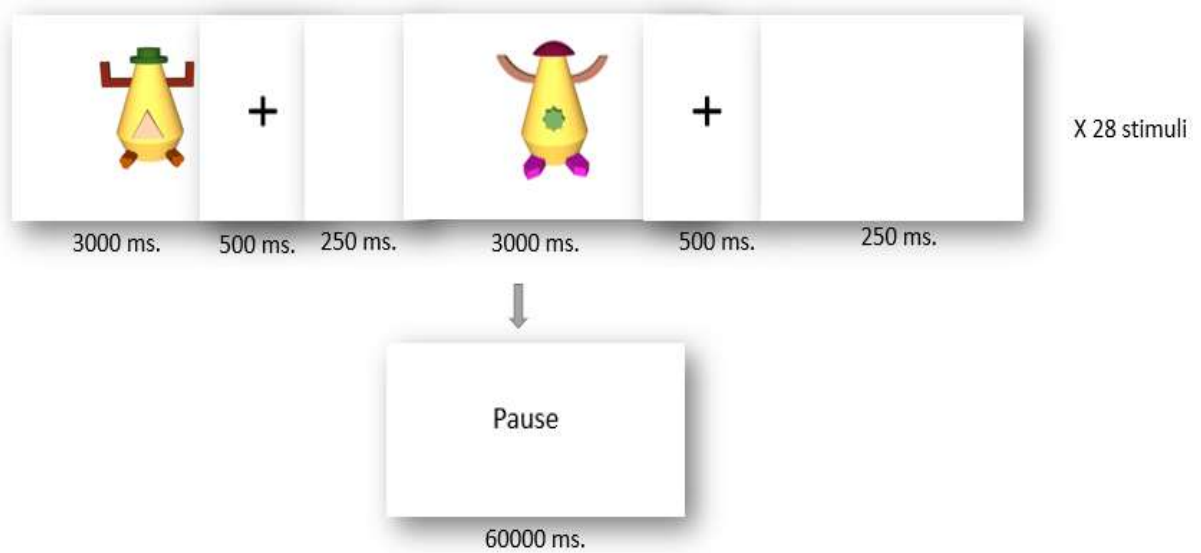 +
+
X 28 stimuli
3000 ms.
500 ms.
250 ms.
3000 ms.
500 ms.
250 ms.
Pause
60000 ms.